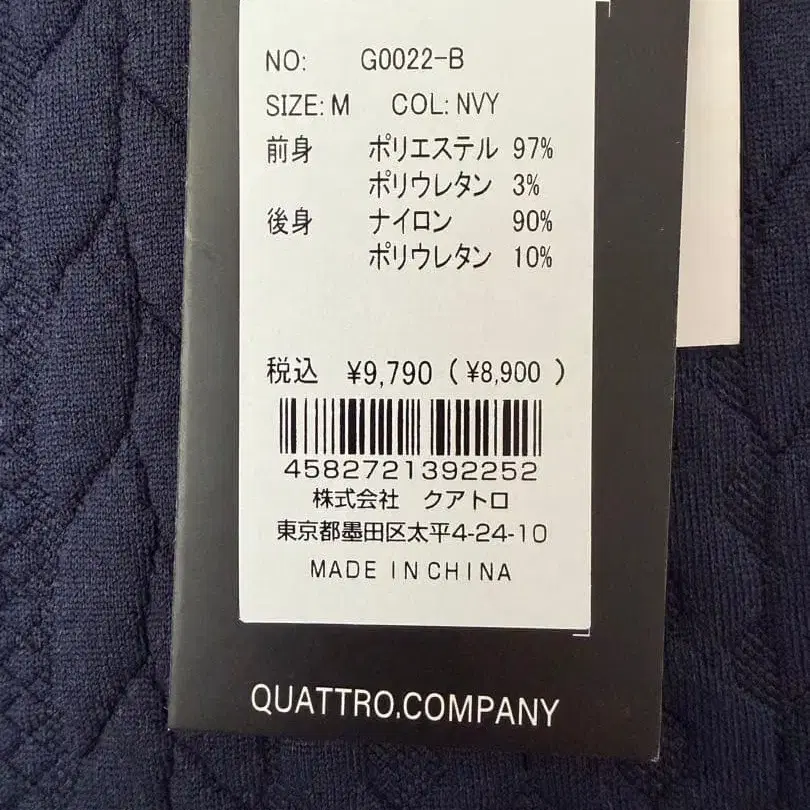 NO: G0022-B
SIZE: M COL: NVY
前身 ポリエステル 97%
ポリウレタン 3%
後身 ナイロン 90%
ポリウレタン 10%
税込 ¥9,790 ( ¥8,900 )
4582721392252
株式会社 クアトロ
東京都墨田区太平4-24-10
MADE IN CHINA
QUATTRO.COMPANY